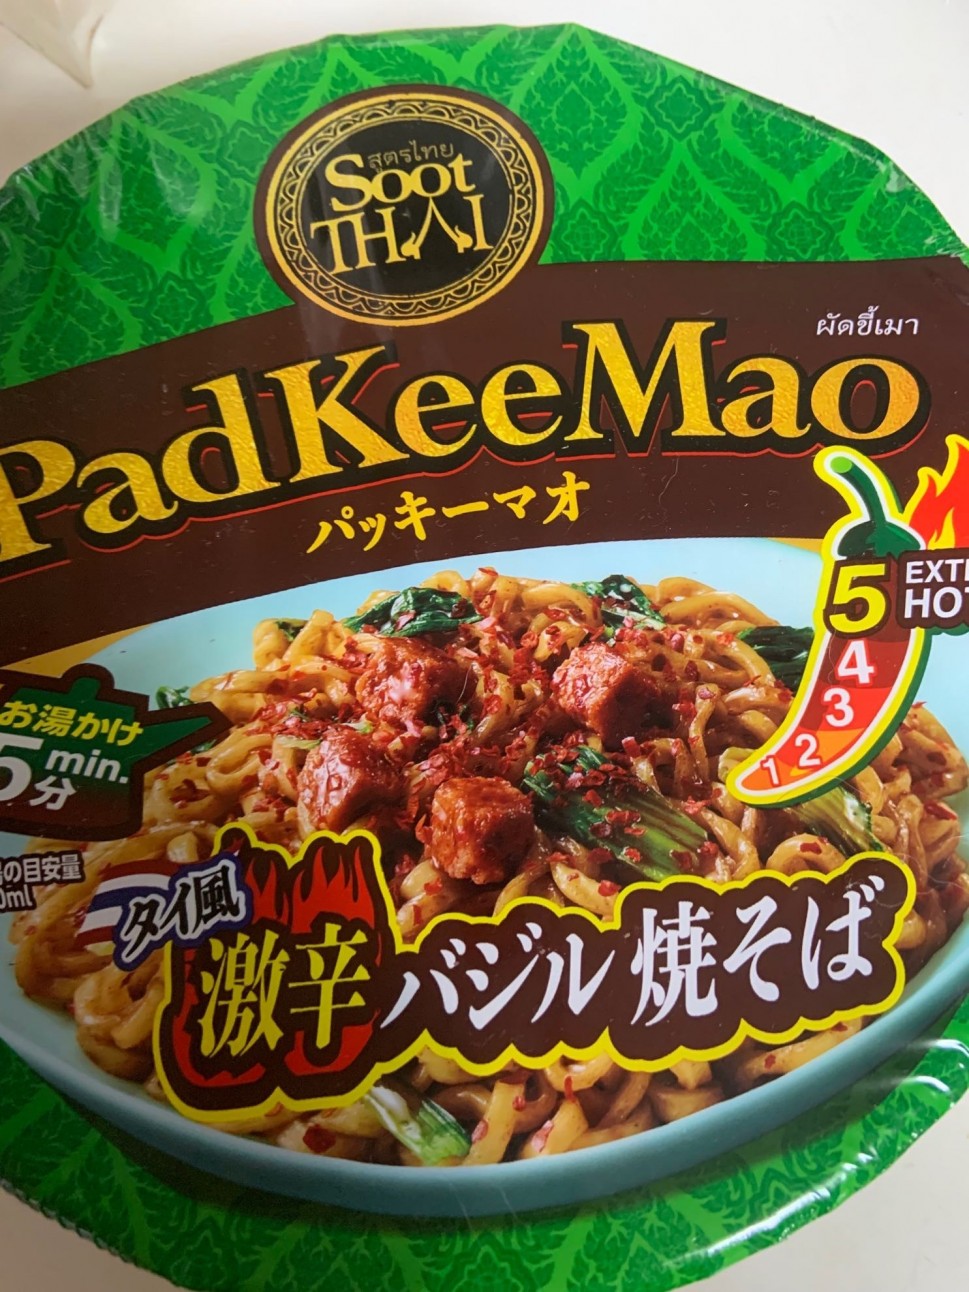 สูตรไทย
Soot
THAI
ผัดขี้เมา
PadKeeMao
パッキーマオ
5
HOT
4
3
2
1
お湯かけ
5 min.
分
の目安量
ml
タイ風
激辛バジル焼そば